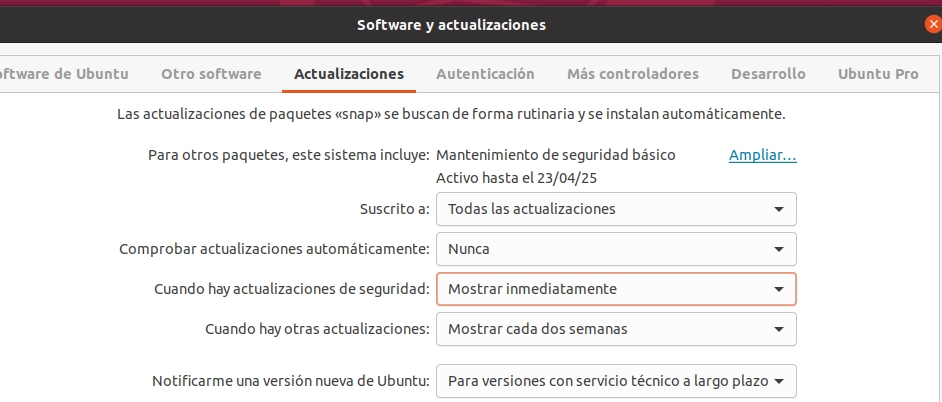 Software y actualizaciones
oftware de Ubuntu Otro software Actualizaciones Autenticación Más controladores Desarrollo Ubuntu Pro
Las actualizaciones de paquetes «snap» se buscan de forma rutinaria y se instalan automáticamente.
Para otros paquetes, este sistema incluye: Mantenimiento de seguridad básico Ampliar...
Activo hasta el 23/04/25
Suscrito a: Todas las actualizaciones
Comprobar actualizaciones automáticamente: Nunca
Cuando hay actualizaciones de seguridad: Mostrar inmediatamente
Cuando hay otras actualizaciones: Mostrar cada dos semanas
Notificarme una versión nueva de Ubuntu: Para versiones con servicio técnico a largo plazo